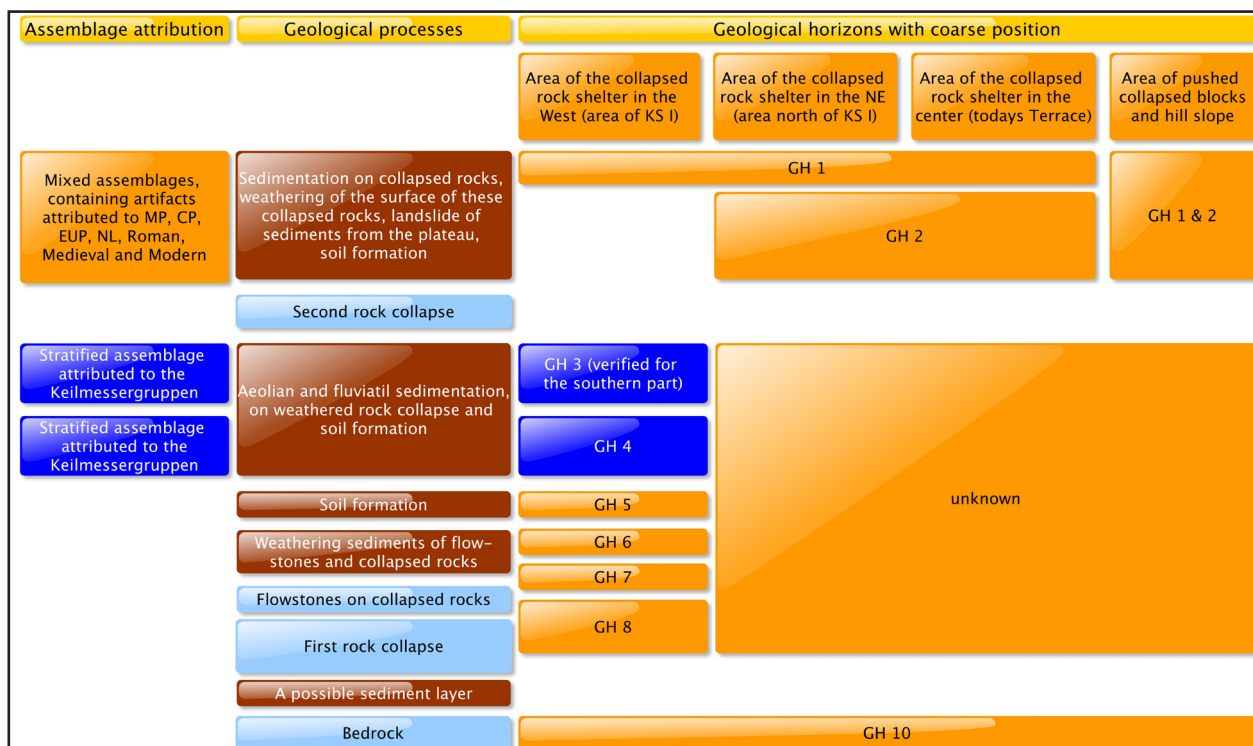 Assemblage attribution
Geological processes
Geological horizons with coarse position
Area of the collapsed
rock shelter in the
West (area of KS I)
Area of the collapsed
rock shelter in the NE
(area north of KS I)
Area of the collapsed
rock shelter in the
center (todays Terrace)
Area of pushed
collapsed blocks
and hill slope
Mixed assemblages,
containing artifacts
attributed to MP, CP,
EUP, NL, Roman,
Medieval and Modern
Sedimentation on collapsed rocks,
weathering of the surface of these
collapsed rocks, landslide of
sediments from the plateau,
soil formation
GH 1
GH 2
GH 1 & 2
Second rock collapse
Stratified assemblage
attributed to the
Keilmessergruppen
Stratified assemblage
attributed to the
Keilmessergruppen
Aeolian and fluviatil sedimentation,
on weathered rock collapse and
soil formation
GH 3 (verified for
the southern part)
GH 4
unknown
Soil formation
GH 5
Weathering sediments of flow-
stones and collapsed rocks
GH 6
GH 7
Flowstones on collapsed rocks
First rock collapse
GH 8
A possible sediment layer
Bedrock
GH 10